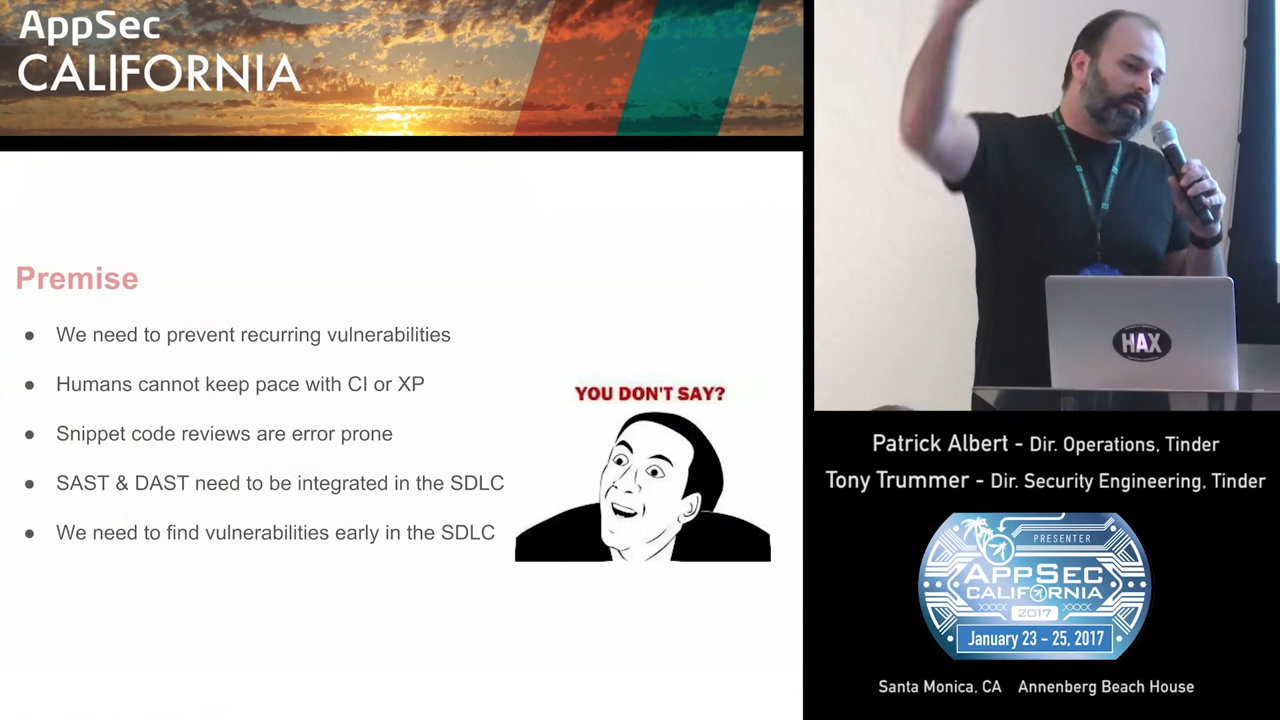 AppSec
CALIFORNIA
Premise
● We need to prevent recurring vulnerabilities
● Humans cannot keep pace with CI or XP
● Snippet code reviews are error prone
● SAST & DAST need to be integrated in the SDLC
● We need to find vulnerabilities early in the SDLC
YOU DON'T SAY?
HAX
Patrick Albert - Dir. Operations, Tinder
Tony Trummer - Dir. Security Engineering, Tinder
PRESENTER
APPSEC
CALIFORNIA
2017
January 23 - 25, 2017
Santa Monica, CA Annenberg Beach House